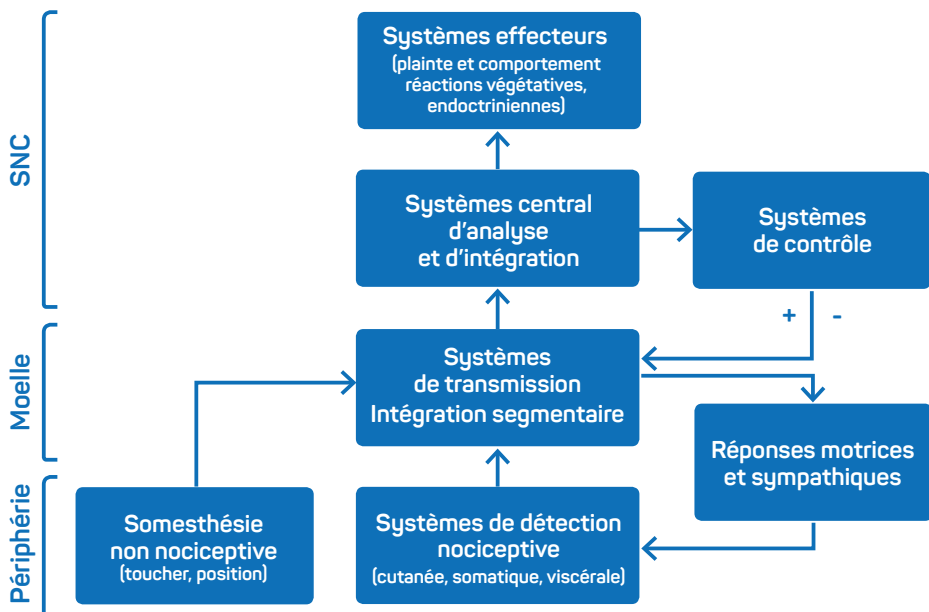 SNC
Systèmes effecteurs
(plainte et comportement
réactions végétatives,
endoctriniennes)
Systèmes central
d'analyse
et d'intégration
Systèmes
de contrôle
+ -
Moelle
Systèmes
de transmission
Intégration segmentaire
Réponses motrices
et sympathiques
Périphérie
Somesthésie
non nociceptive
(toucher, position)
Systèmes de détection
nociceptive
(cutanée, somatique, viscérale)